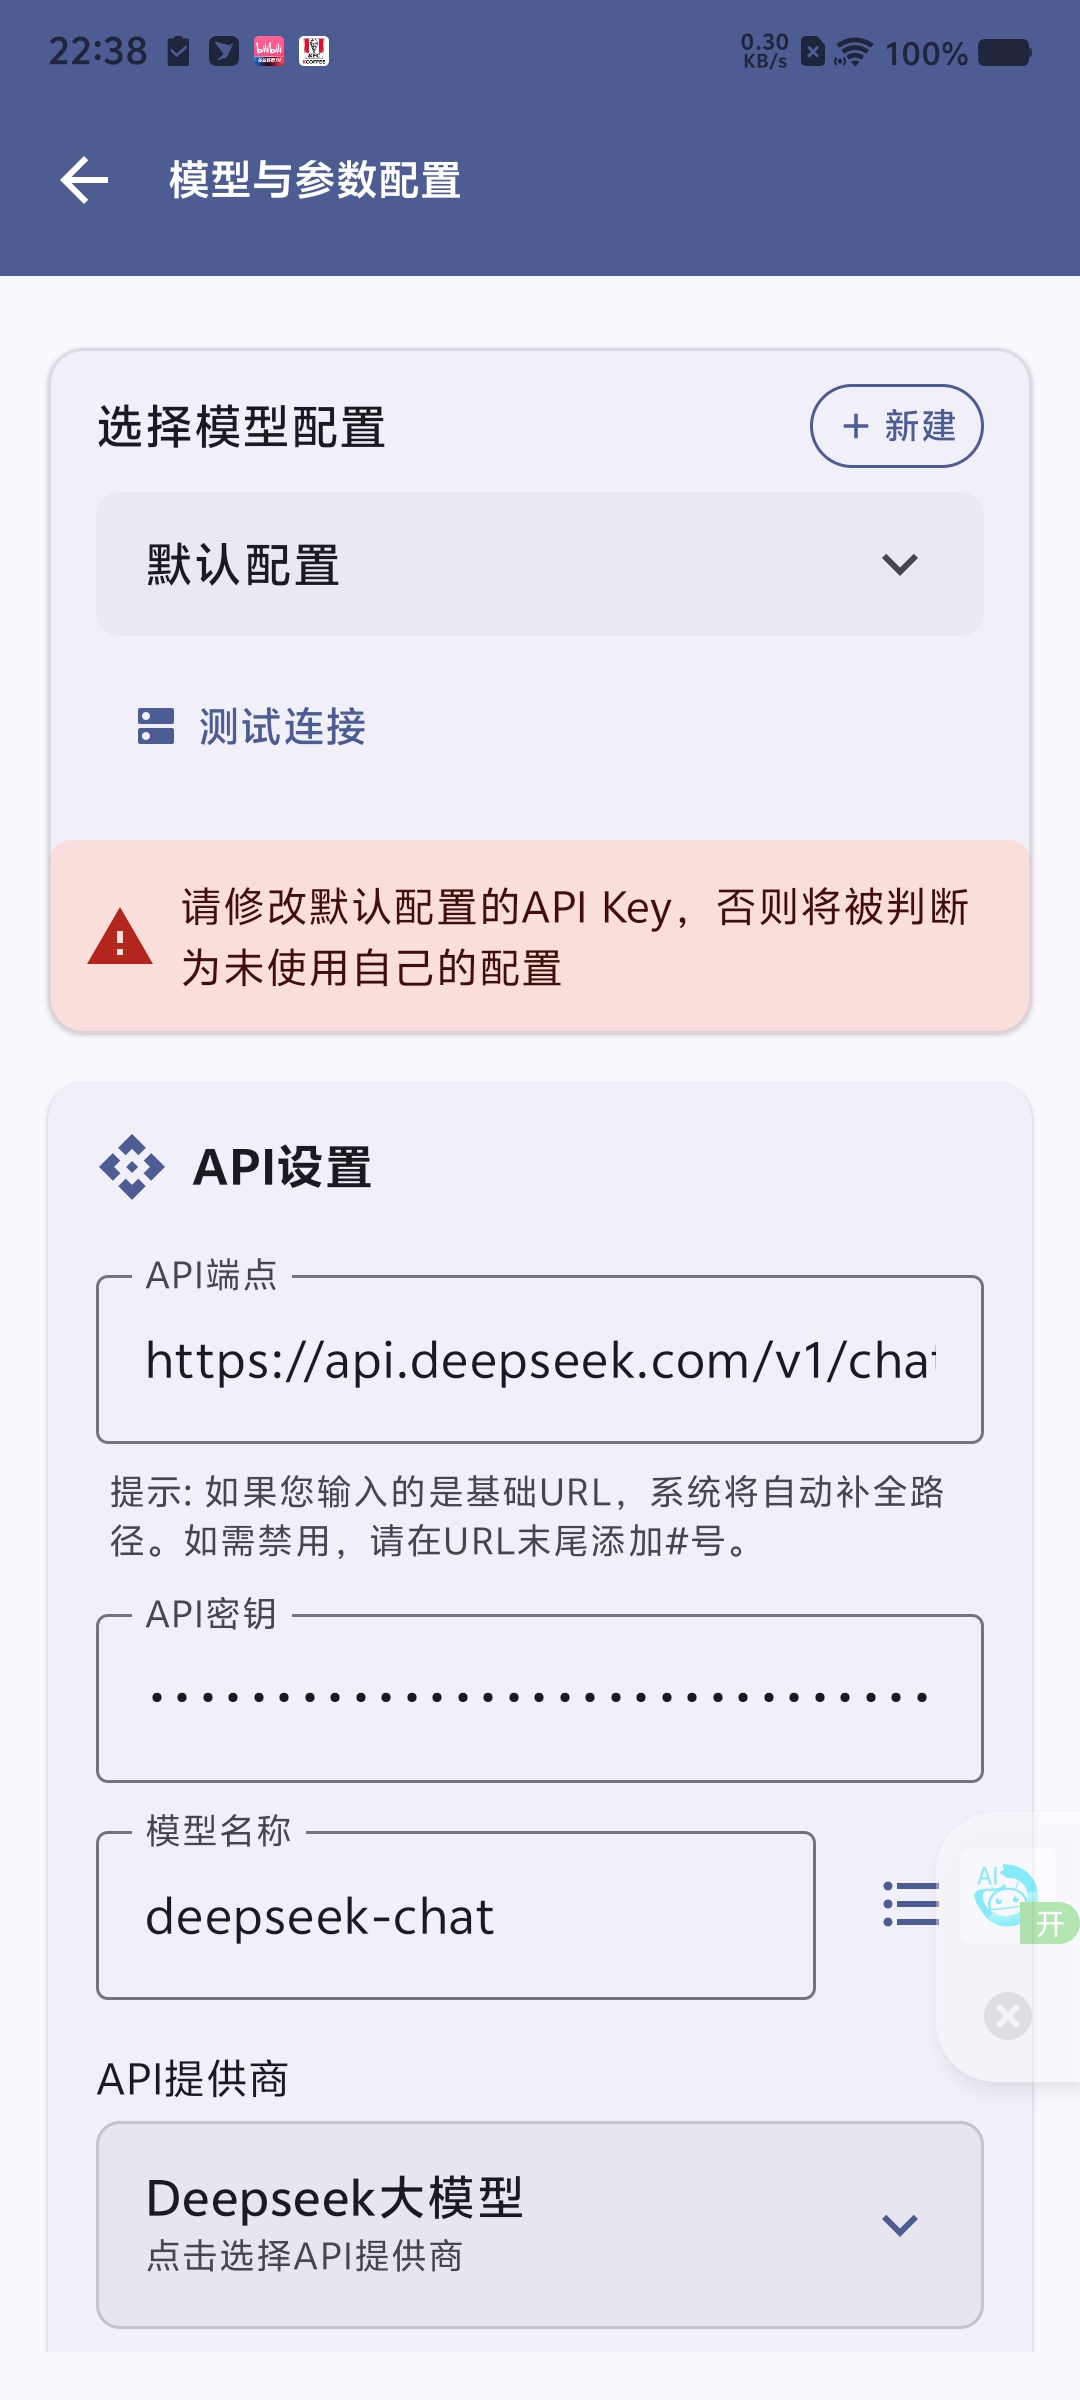 22:38
0.30
KB/s
100%
模型与参数配置
选择模型配置
+ 新建
默认配置
测试连接
请修改默认配置的API Key，否则将被判断
为未使用自己的配置
API设置
API端点
https://api.deepseek.com/v1/chat
提示: 如果您输入的是基础URL，系统将自动补全路
径。如需禁用，请在URL末尾添加#号。
API密钥
•••••••••••••••••••••••••••••••
模型名称
deepseek-chat
AI
开
API提供商
Deepseek大模型
点击选择API提供商